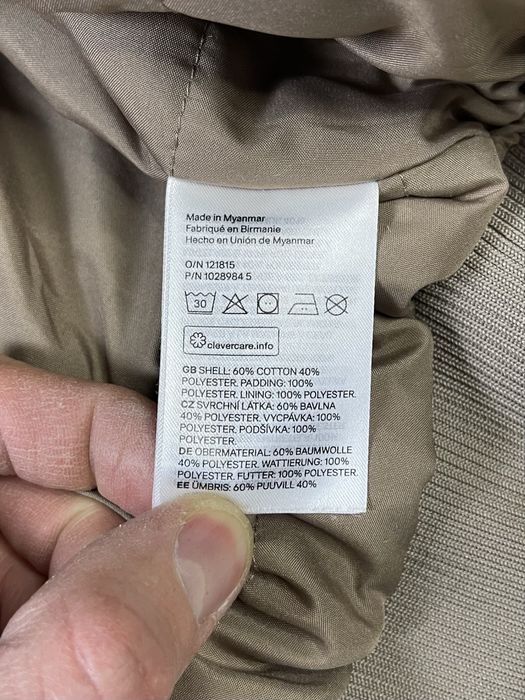 Made in Myanmar
Fabriqué en Birmanie
Hecho en Unión de Myanmar
O/N 121815
P/N 1028984 5
30
clevercare.info
GB SHELL: 60% COTTON 40%
POLYESTER. PADDING: 100%
POLYESTER. LINING: 100% POLYESTER.
CZ SVRCHNÍ LÁTKA: 60% BAVLNA
40% POLYESTER. VYCPÁVKA: 100%
POLYESTER. PODŠÍVKA: 100%
POLYESTER.
DE OBERMATERIAL: 60% BAUMWOLLE
40% POLYESTER. WATTIERUNG: 100%
POLYESTER. FUTTER: 100% POLYESTER.
EE ÜMBRIS: 60% PUUVILL 40%